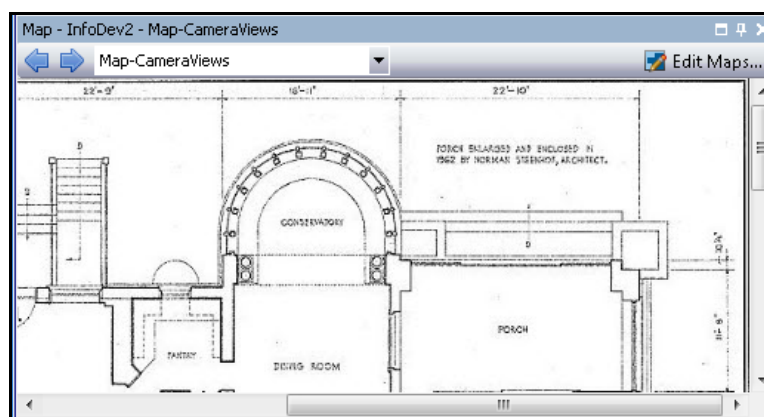 Map - InfoDev2 - Map-CameraViews
Map-CameraViews
Edit Maps...
22'-9"
18'-11"
22'-10"
PORCH ENLARGED AND ENCLOSED IN
1962 BY NORMAN STEENHOF, ARCHITECT.
D
CONSERVATORY
D
PORCH
PANTRY
DINING ROOM